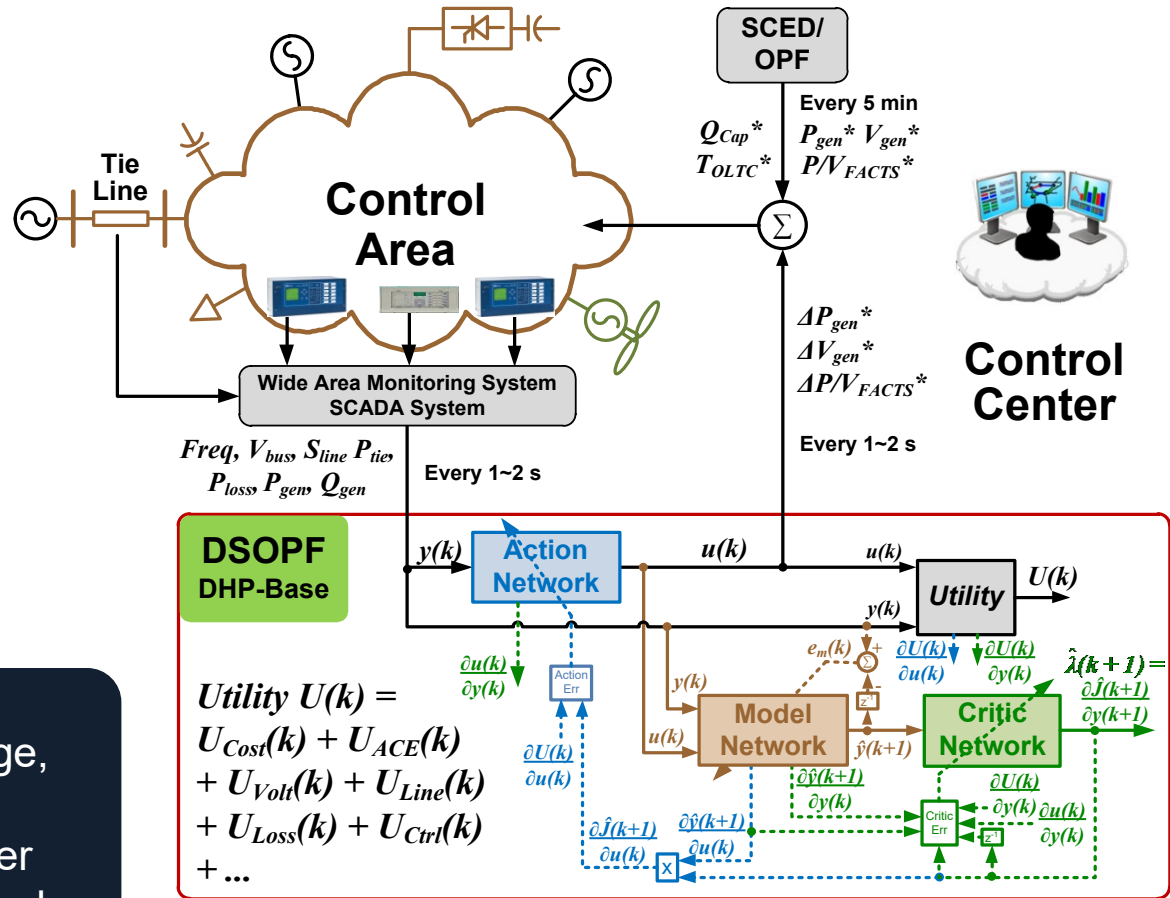 SCED/
OPF
Every 5 min
Q_Cap* P_gen* V_gen*
T_OLTC* P/V_FACTS*
Tie
Line
Control
Area
Σ
ΔP_gen*
ΔV_gen*
ΔP/V_FACTS*
Every 1~2 s
Control
Center
Wide Area Monitoring System
SCADA System
Freq, V_bus, S_line P_tie,
P_loss, P_gen, Q_gen
Every 1~2 s
DSOPF
DHP-Base
y(k)
Action
Network
u(k)
u(k)
y(k)
Utility
U(k)
∂u(k)
∂y(k)
Action
Err
e_m(k)
+
Σ
-
z⁻¹
∂U(k)
∂u(k)
∂U(k)
∂y(k)
λ̂(k+1) =
∂Ĵ(k+1)
∂y(k+1)
y(k)
u(k)
Model
Network
ŷ(k+1)
Critic
Network
Utility U(k) =
U_Cost(k) + U_ACE(k)
+ U_Volt(k) + U_Line(k)
+ U_Loss(k) + U_Ctrl(k)
+ ...
∂U(k)
∂u(k)
∂Ĵ(k+1)
∂u(k)
∂ŷ(k+1)
∂u(k)
∂ŷ(k+1)
∂y(k)
X
Critic
Err
∂U(k)
∂y(k)
∂u(k)
∂y(k)
z⁻¹
ge,
er